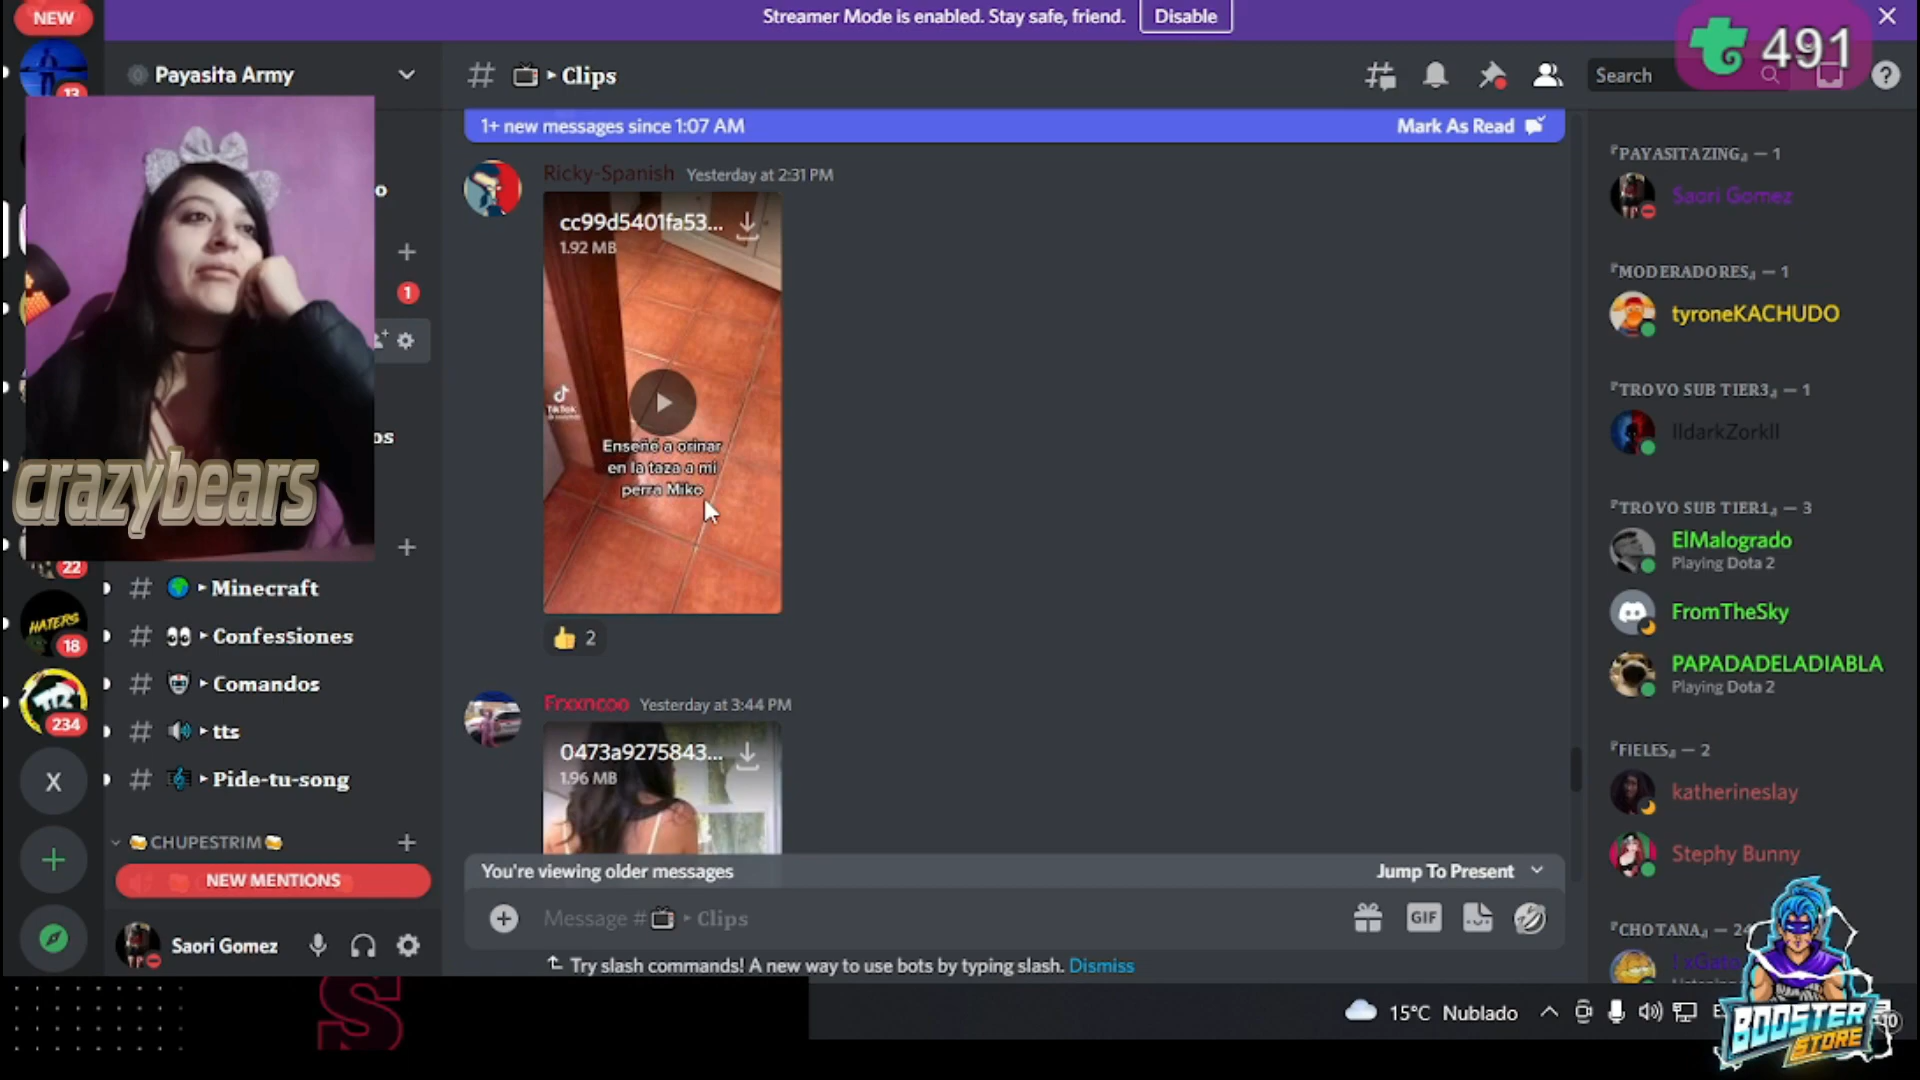 NEW
Streamer Mode is enabled. Stay safe, friend.
Disable
491
13
Payasita Army
Clips
Search
1+ new messages since 1:07 AM
Mark As Read
o
1
os
crazybears
22
HATERS
18
234
X
Minecraft
Confessiones
Comandos
tts
Pide-tu-song
CHUPESTRIM
NEW MENTIONS
Saori Gomez
Ricky-Spanish Yesterday at 2:31 PM
cc99d5401fa53...
1.92 MB
TikTok
Enseñé a orinar
en la taza a mi
perra Miko
👍 2
Frxxncoo Yesterday at 3:44 PM
0473a9275843...
1.96 MB
You're viewing older messages
Jump To Present
Message # Clips
GIF
Try slash commands! A new way to use bots by typing slash. Dismiss
『PAYASITAZING』— 1
Saori Gomez
『MODERADORES』— 1
tyroneKACHUDO
『TROVO SUB TIER3』— 1
lldarkZorkll
『TROVO SUB TIER1』— 3
ElMalogrado
Playing Dota 2
FromTheSky
PAPADADELADIABLA
Playing Dota 2
『FIELES』— 2
katherineslay
Stephy Bunny
『CHOTANA』— 24
S
15°C Nublado
BOOSTER
STORE